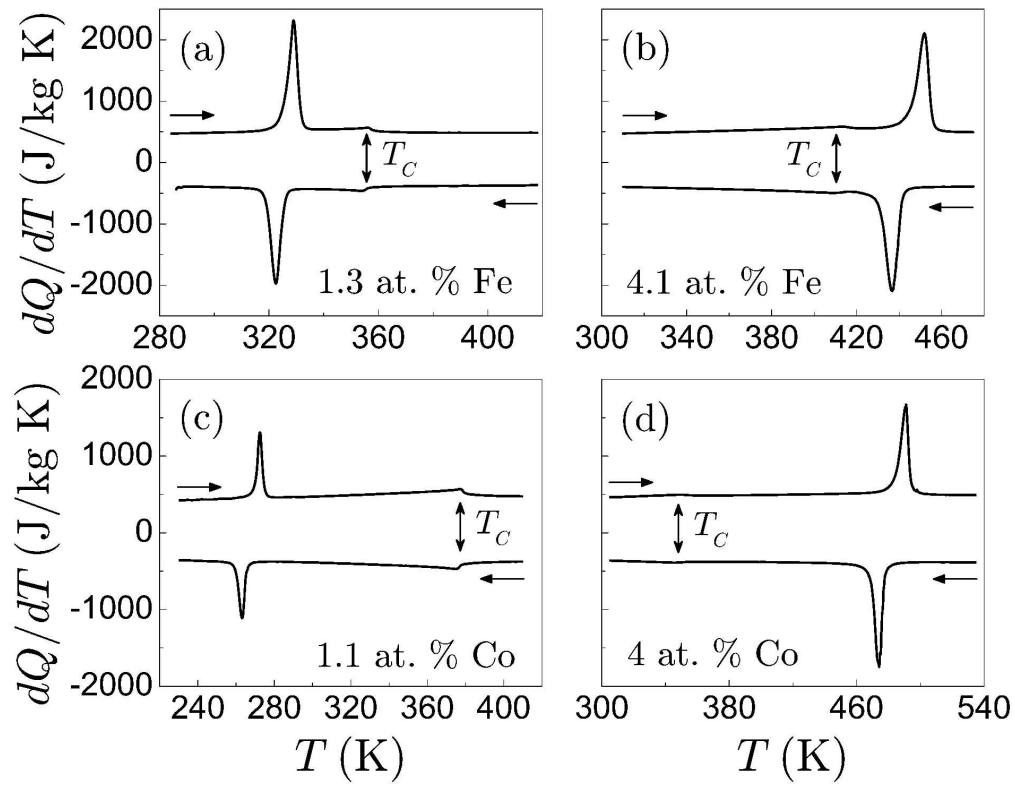 dQ/dT (J/kg K)
2000
1000
0
-1000
-2000
(a)
T_C
1.3 at. % Fe
280 320 360 400
(b)
T_C
4.1 at. % Fe
300 340 380 420 460
dQ/dT (J/kg K)
2000
1000
0
-1000
-2000
(c)
T_C
1.1 at. % Co
240 280 320 360 400
T (K)
(d)
T_C
4 at. % Co
300 380 460 540
T (K)